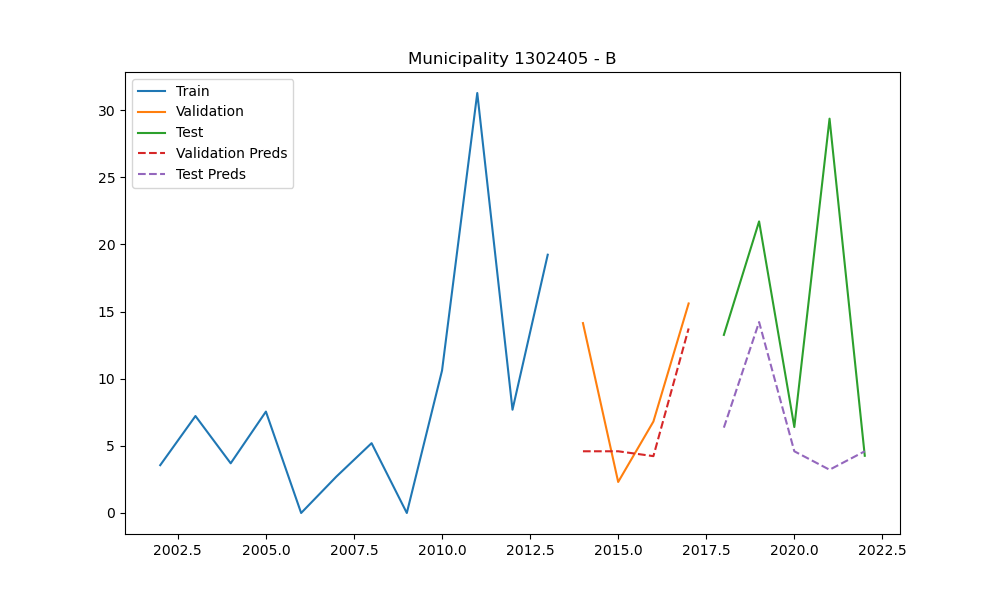 Municipality 1302405 - B
Train
Validation
Test
Validation Preds
Test Preds
30
25
20
15
10
5
0
2002.5 2005.0 2007.5 2010.0 2012.5 2015.0 2017.5 2020.0 2022.5